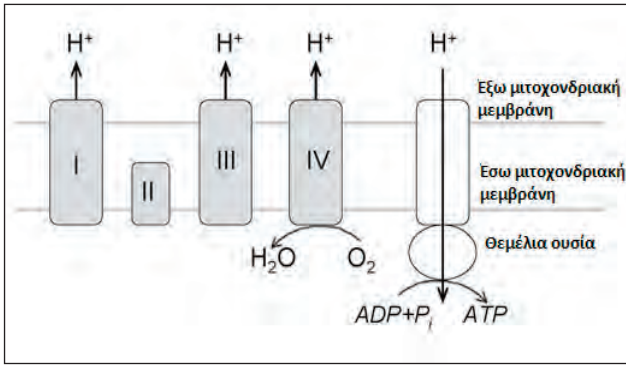 H⁺ H⁺ H⁺ H⁺
Έξω μιτοχονδριακή
μεμβράνη
I II III IV
Έσω μιτοχονδριακή
μεμβράνη
Θεμέλια ουσία
H₂O O₂
ADP+Pᵢ ATP